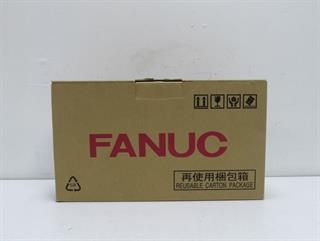 FANUC
再使用梱包箱
REUSABLE CARTON PACKAGE